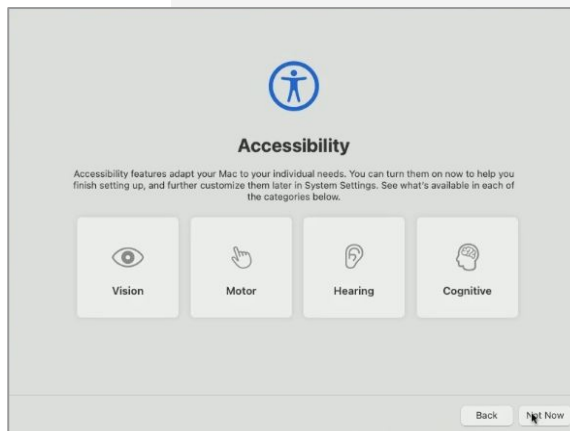 Accessibility
Accessibility features adapt your Mac to your individual needs. You can turn them on now to help you
finish setting up, and further customize them later in System Settings. See what's available in each of
the categories below.
Vision
Motor
Hearing
Cognitive
Back
Not Now